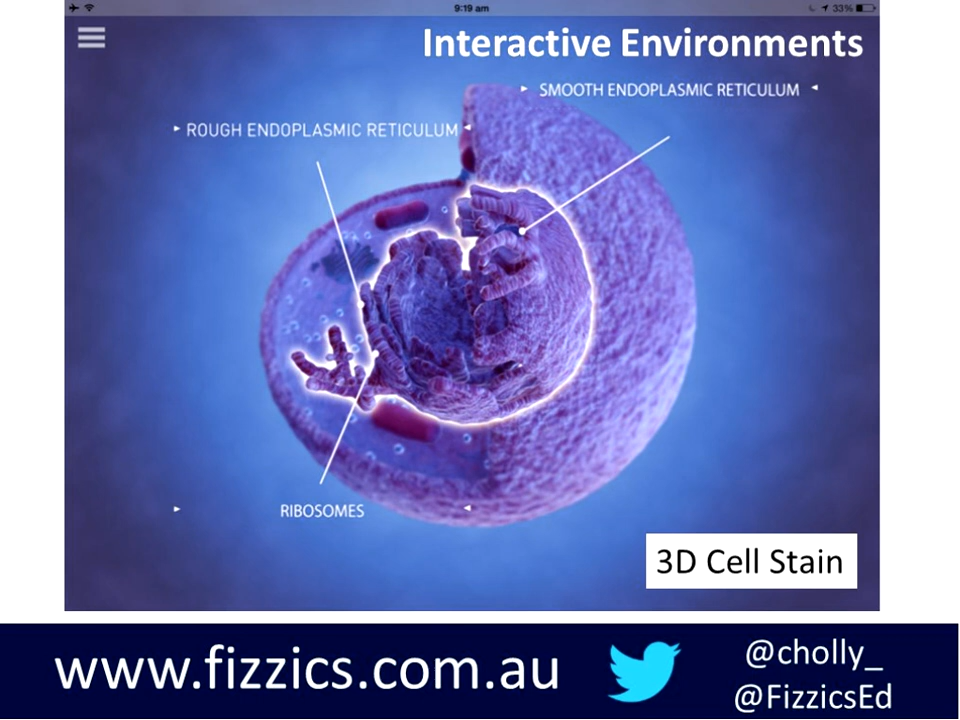 9:19 am
33%
Interactive Environments
SMOOTH ENDOPLASMIC RETICULUM
ROUGH ENDOPLASMIC RETICULUM
RIBOSOMES
3D Cell Stain
www.fizzics.com.au
@cholly_
@FizzicsEd